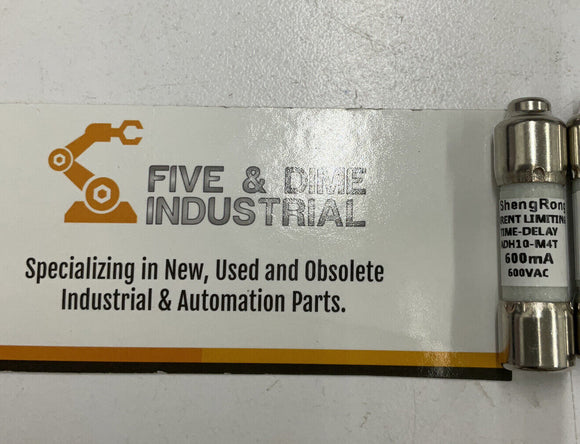 FIVE & DIME
INDUSTRIAL
Specializing in New, Used and Obsolete
Industrial & Automation Parts.
ShengRong
RENT LIMITING
TIME-DELAY
ADH10-M4T
600mA
600VAC